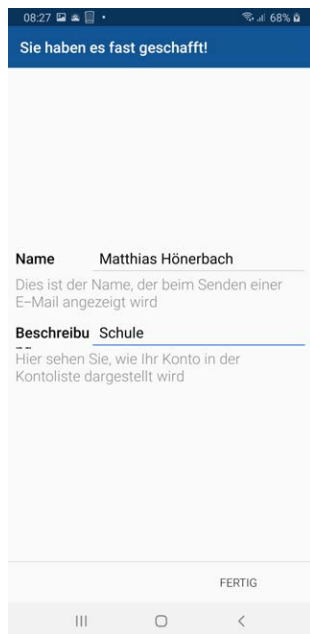 08:27 68%
Sie haben es fast geschafft!
Name Matthias Hönerbach
Dies ist der Name, der beim Senden einer
E-Mail angezeigt wird
Beschreibu Schule
Hier sehen Sie, wie Ihr Konto in der
Kontoliste dargestellt wird
FERTIG